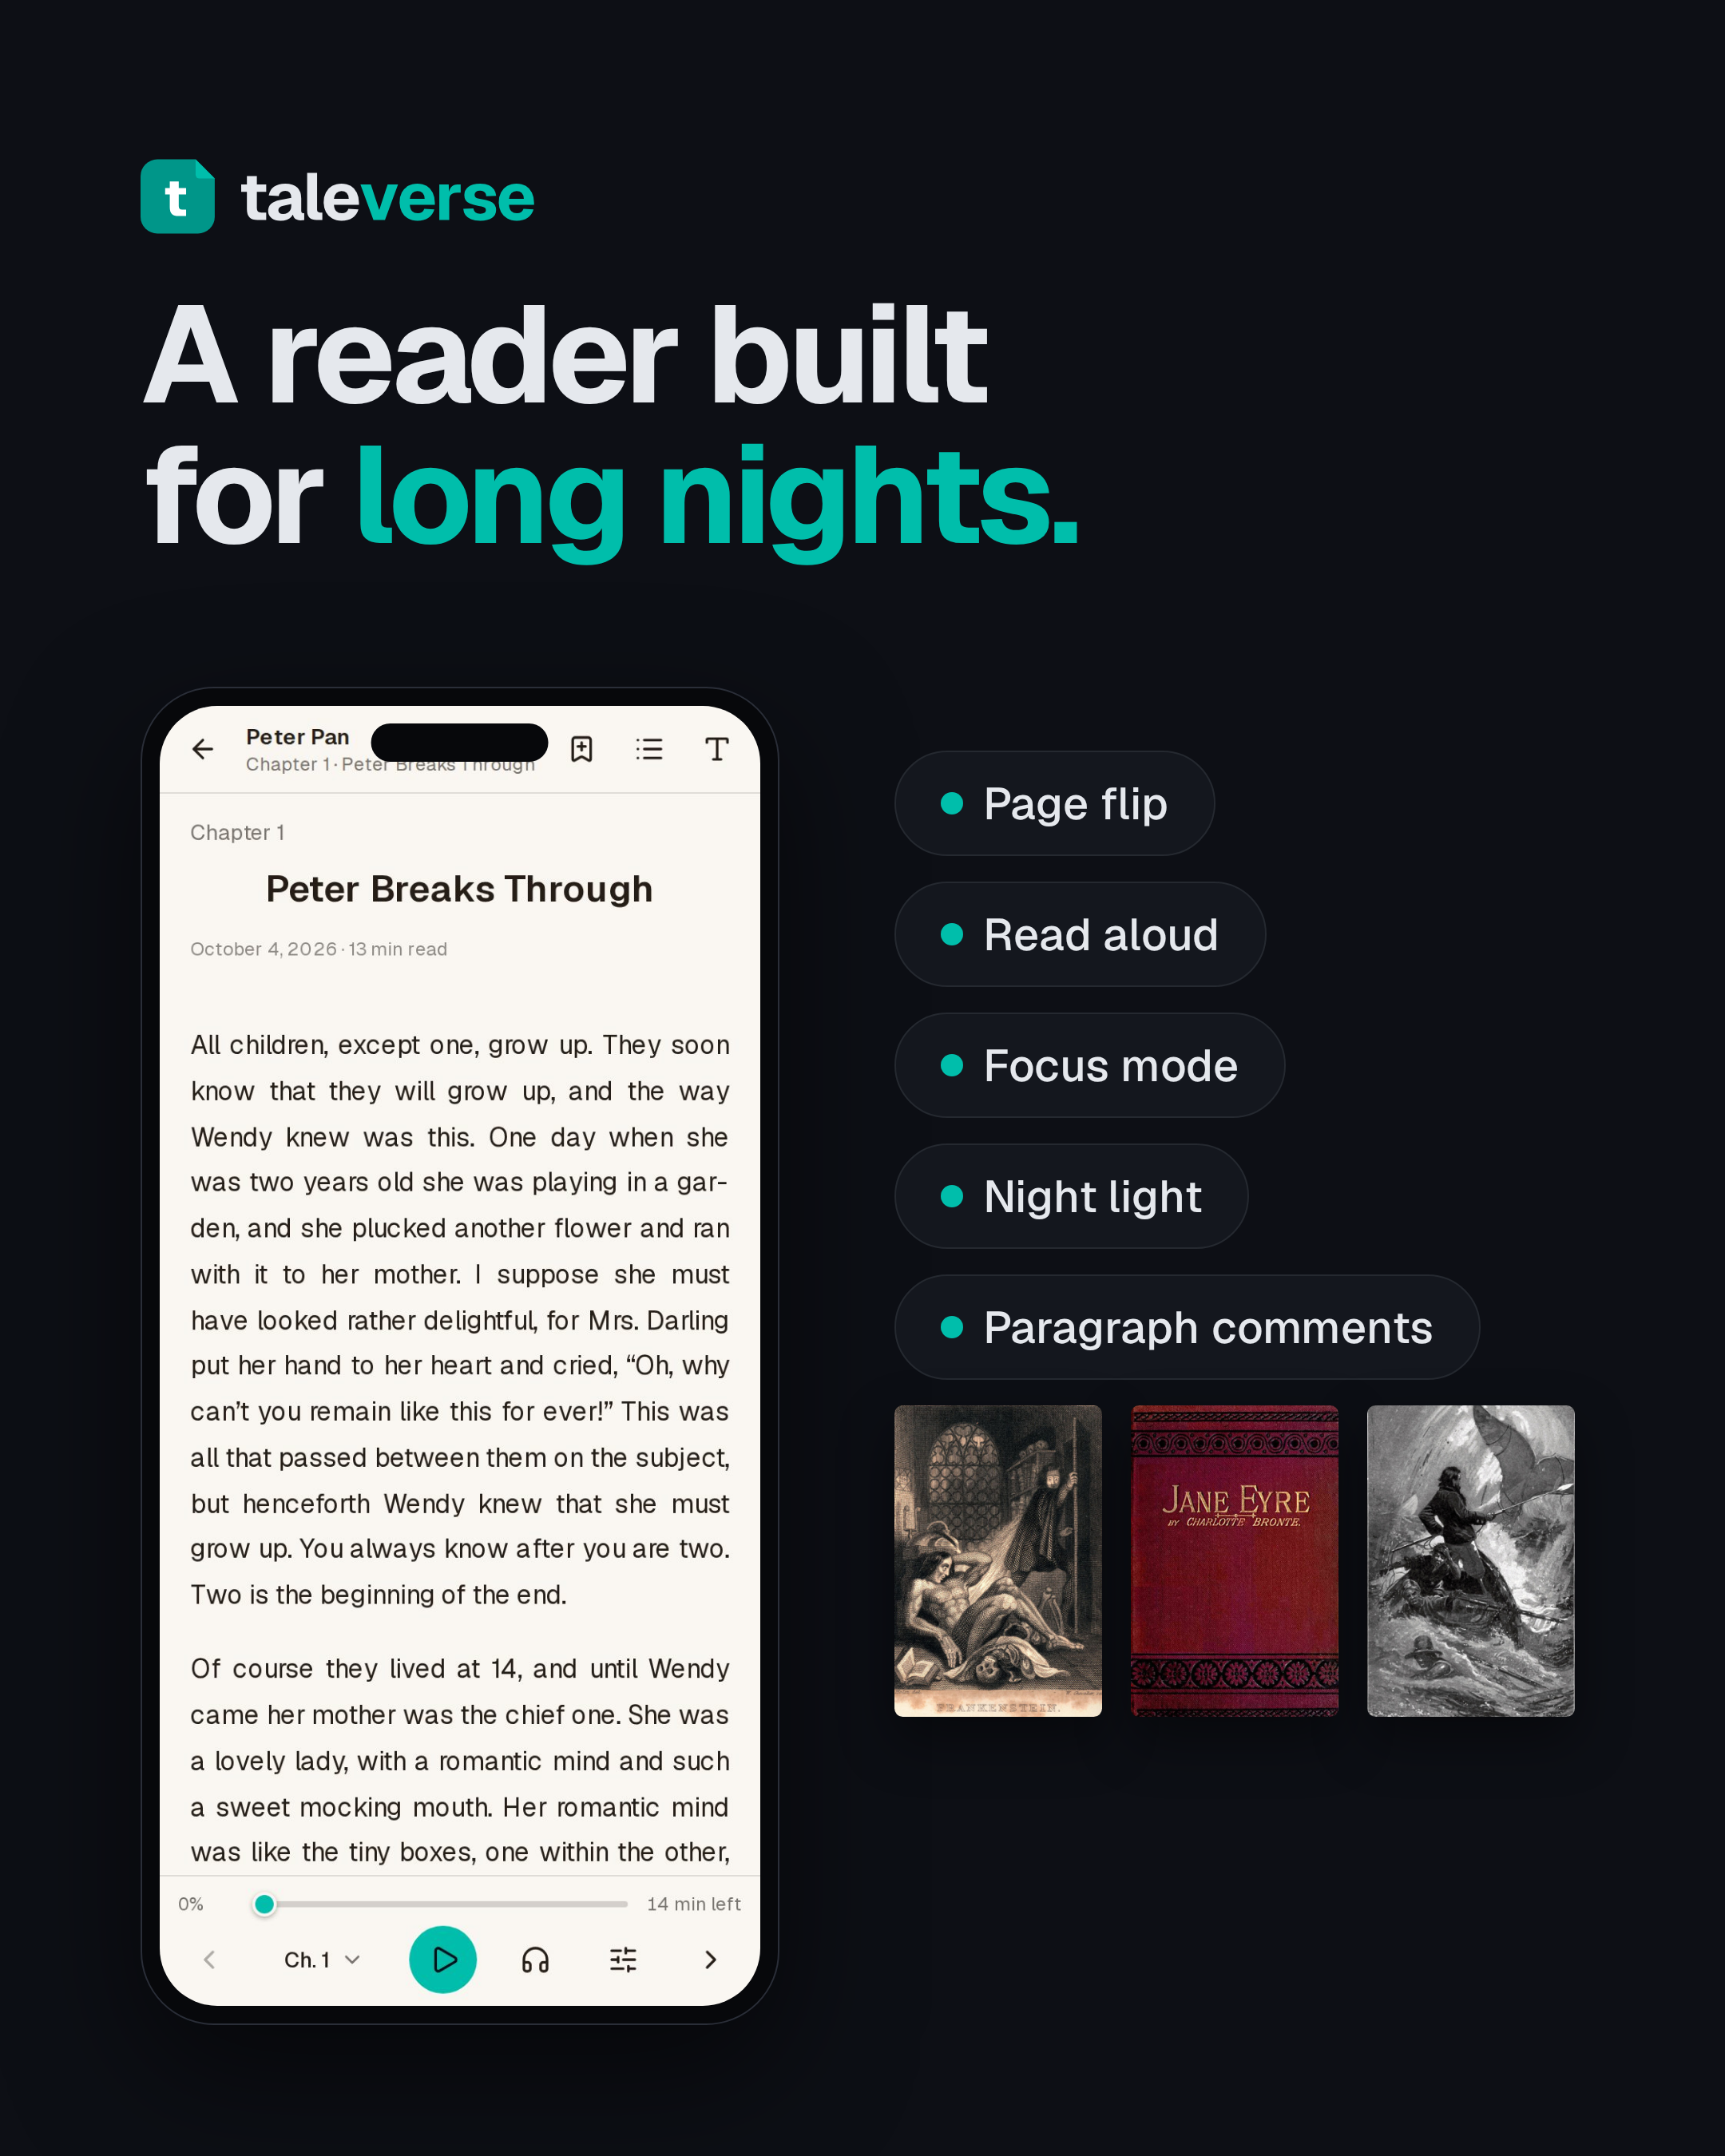 t
taleverse
A reader built
for long nights.
Peter Pan
Chapter 1 · Peter Breaks Through
Chapter 1
Peter Breaks Through
October 4, 2026 · 13 min read
All children, except one, grow up. They soon
know that they will grow up, and the way
Wendy knew was this. One day when she
was two years old she was playing in a gar-
den, and she plucked another flower and ran
with it to her mother. I suppose she must
have looked rather delightful, for Mrs. Darling
put her hand to her heart and cried, “Oh, why
can’t you remain like this for ever!” This was
all that passed between them on the subject,
but henceforth Wendy knew that she must
grow up. You always know after you are two.
Two is the beginning of the end.
Of course they lived at 14, and until Wendy
came her mother was the chief one. She was
a lovely lady, with a romantic mind and such
a sweet mocking mouth. Her romantic mind
was like the tiny boxes, one within the other,
0%
14 min left
Ch. 1
Page flip
Read aloud
Focus mode
Night light
Paragraph comments
FRANKENSTEIN.
JANE EYRE
BY CHARLOTTE BRONTE.